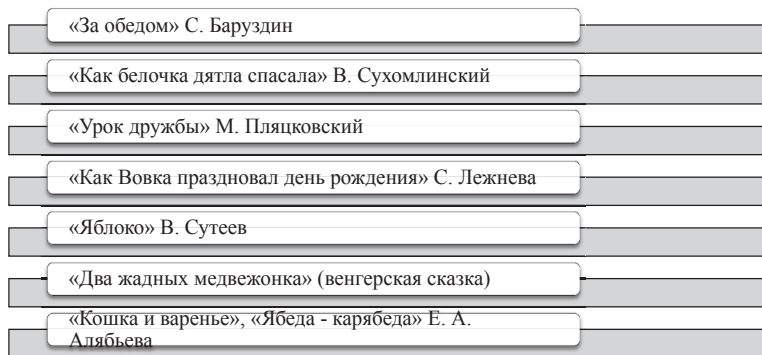 «За обедом» С. Баруздин
«Как белочка дятла спасала» В. Сухомлинский
«Урок дружбы» М. Пляцковский
«Как Вовка праздновал день рождения» С. Лежнева
«Яблоко» В. Сутеев
«Два жадных медвежонка» (венгерская сказка)
«Кошка и варенье», «Ябеда - карябеда» Е. А.
Алябьева